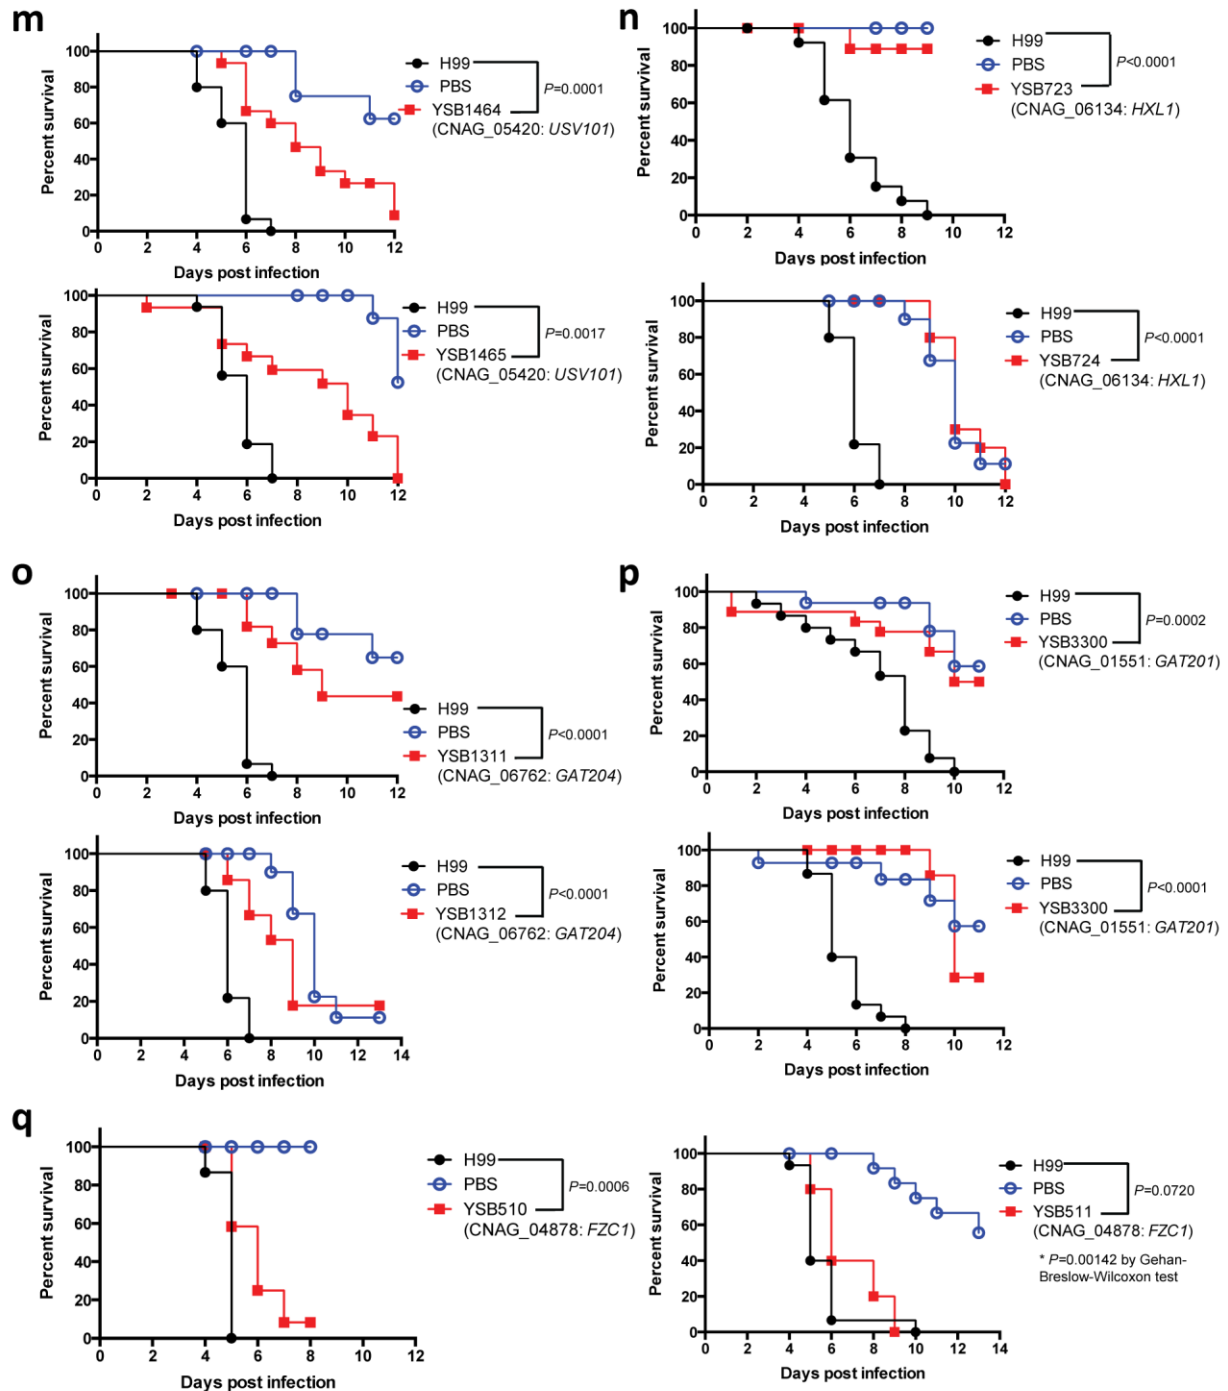 m
Percent survival
100
80
60
40
20
0
0 2 4 6 8 10 12
Days post infection
H99
PBS
YSB1464
(CNAG_05420: USV101)
P=0.0001
Percent survival
100
80
60
40
20
0
0 2 4 6 8 10 12
Days post infection
H99
PBS
YSB1465
(CNAG_05420: USV101)
P=0.0017
n
Percent survival
100
80
60
40
20
0
0 2 4 6 8 10 12
Days post infection
H99
PBS
YSB723
(CNAG_06134: HXL1)
P<0.0001
Percent survival
100
80
60
40
20
0
0 2 4 6 8 10 12
Days post infection
H99
PBS
YSB724
(CNAG_06134: HXL1)
P<0.0001
o
Percent survival
100
80
60
40
20
0
0 2 4 6 8 10 12
Days post infection
H99
PBS
YSB1311
(CNAG_06762: GAT204)
P<0.0001
Percent survival
100
80
60
40
20
0
0 2 4 6 8 10 12 14
Days post infection
H99
PBS
YSB1312
(CNAG_06762: GAT204)
P<0.0001
p
Percent survival
100
80
60
40
20
0
0 2 4 6 8 10 12
Days post infection
H99
PBS
YSB3300
(CNAG_01551: GAT201)
P=0.0002
Percent survival
100
80
60
40
20
0
0 2 4 6 8 10 12
Days post infection
H99
PBS
YSB3300
(CNAG_01551: GAT201)
P<0.0001
q
Percent survival
100
80
60
40
20
0
0 2 4 6 8 10 12
Days post infection
H99
PBS
YSB510
(CNAG_04878: FZC1)
P=0.0006
Percent survival
100
80
60
40
20
0
0 2 4 6 8 10 12 14
Days post infection
H99
PBS
YSB511
(CNAG_04878: FZC1)
P=0.0720
* P=0.00142 by Gehan-
Breslow-Wilcoxon test